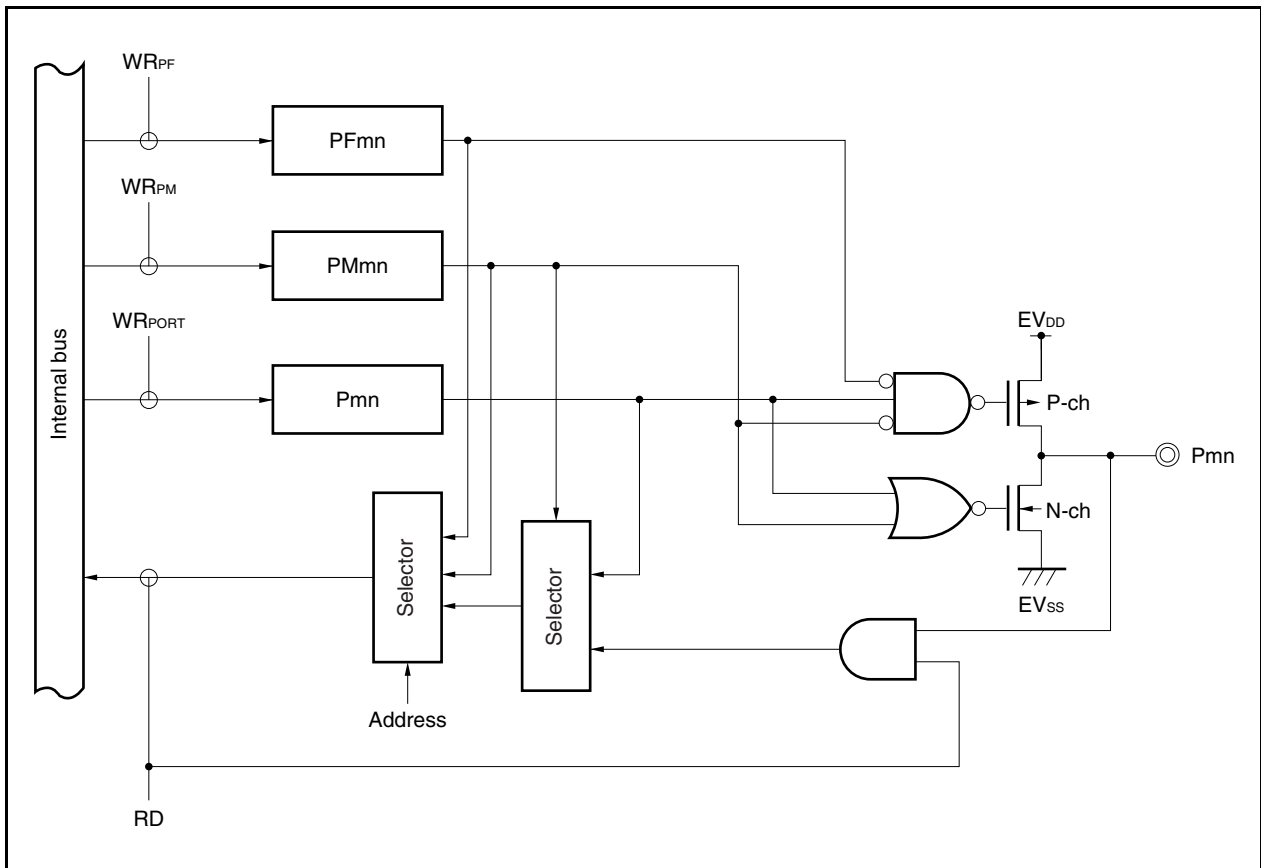 WRPF
PFmn
WRPM
PMmn
WRPORT
Pmn
Internal bus
EVDD
P-ch
Pmn
N-ch
EVSS
Selector
Selector
Address
RD